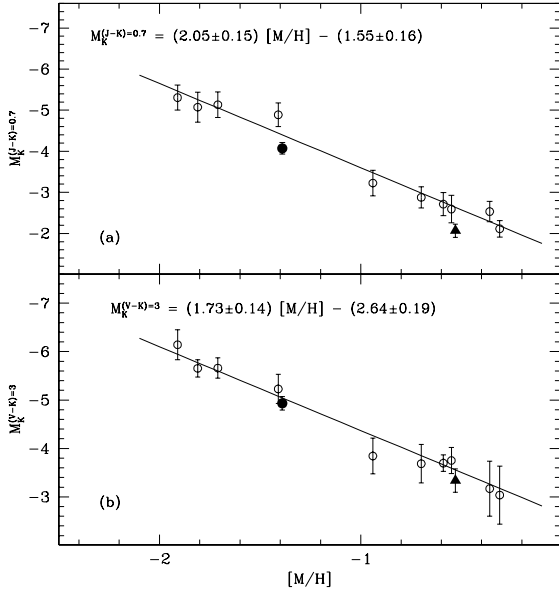 -7
M_K^{(J-K)=0.7} = (2.05±0.15) [M/H] − (1.55±0.16)
-6
-5
-4
-3
-2
M_K^{(J-K)=0.7}
(a)
-7
M_K^{(V-K)=3} = (1.73±0.14) [M/H] − (2.64±0.19)
-6
-5
-4
-3
M_K^{(V-K)=3}
(b)
-2 -1
[M/H]